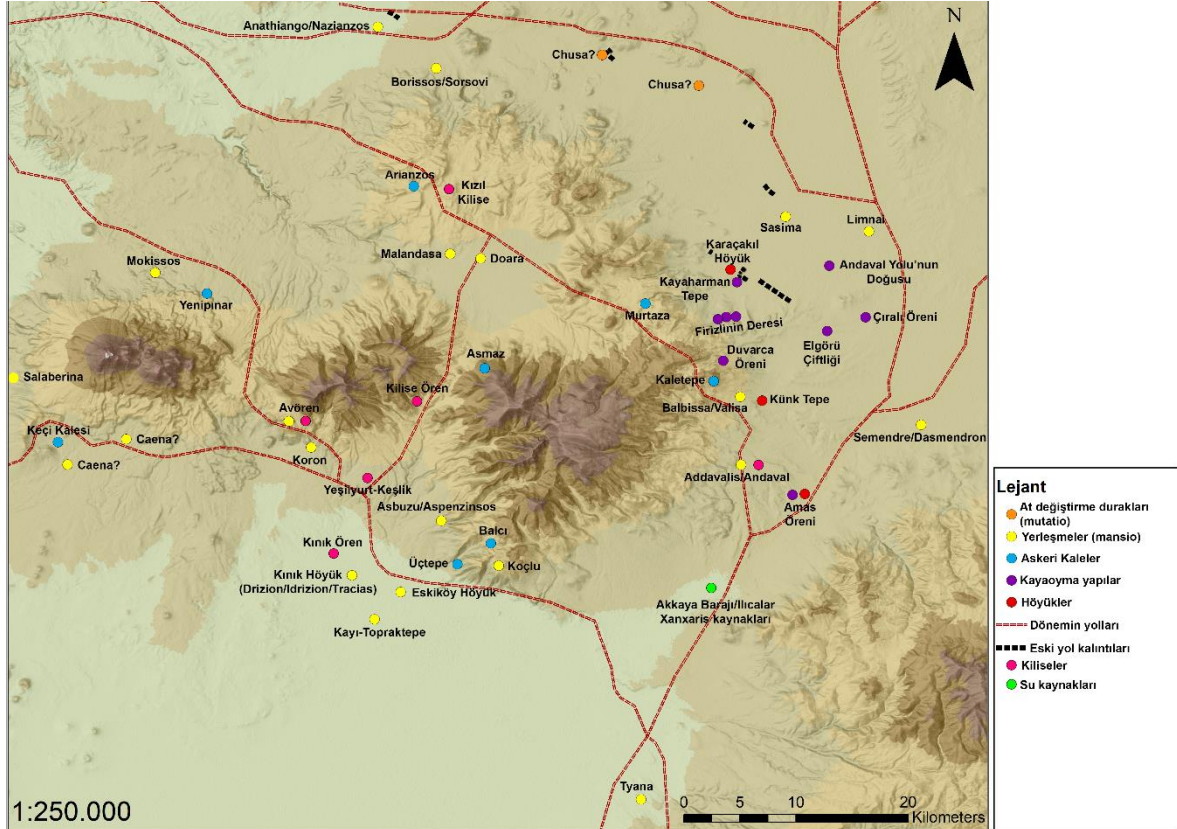 Anathiango/Nazianzos
N
Chusa?
Borissos/Sorsovi
Chusa?
Arianzos
Kızıl
Kilise
Sasima
Limnai
Malandasa
Doara
Karaçakıl
Höyük
Andaval Yolu'nun
Doğusu
Mokissos
Kayaharman
Tepe
Yenipınar
Murtaza
Firizlinin Deresi
Çıralı Öreni
Elgörü
Çiftliği
Asmaz
Duvarca
Öreni
Salaberina
Kaletepe
Kilise Ören
Balbissa/Valisa
Künk Tepe
Avören
Keçi Kalesi
Caena?
Semendre/Dasmendron
Koron
Caena?
Addavalis/Andaval
Yeşilyurt-Keşlik
Asbuzu/Aspenzinsos
Amas
Öreni
Balcı
Kınık Ören
Üçtepe
Koçlu
Kınık Höyük
(Drizion/Idrizion/Tracias)
Eskiköy Höyük
Akkaya Barajı/Ilıcalar
Xanxaris kaynakları
Kayı-Topraktepe
Tyana
1:250.000
0 5 10 20
Kilometers
Lejant
At değiştirme durakları
(mutatio)
Yerleşmeler (mansio)
Askeri Kaleler
Kayaoyma yapılar
Höyükler
Dönemin yolları
Eski yol kalıntıları
Kiliseler
Su kaynakları